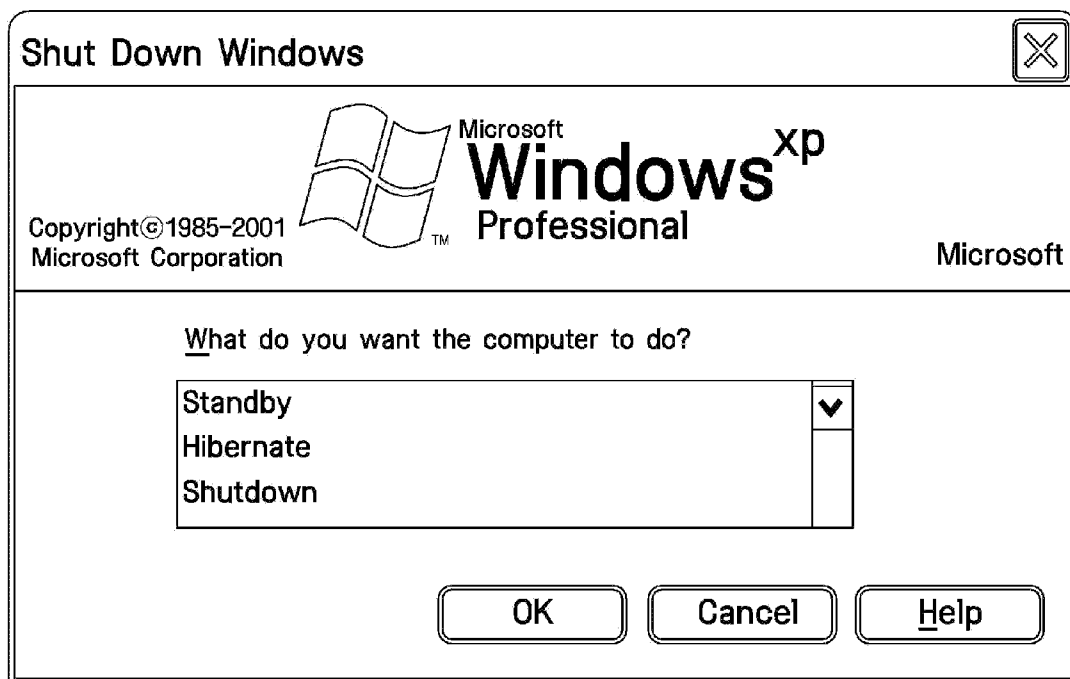 Shut Down Windows
Microsoft
Windows xp
Professional
TM
Copyright©1985-2001
Microsoft Corporation
Microsoft
What do you want the computer to do?
Standby
Hibernate
Shutdown
OK
Cancel
Help